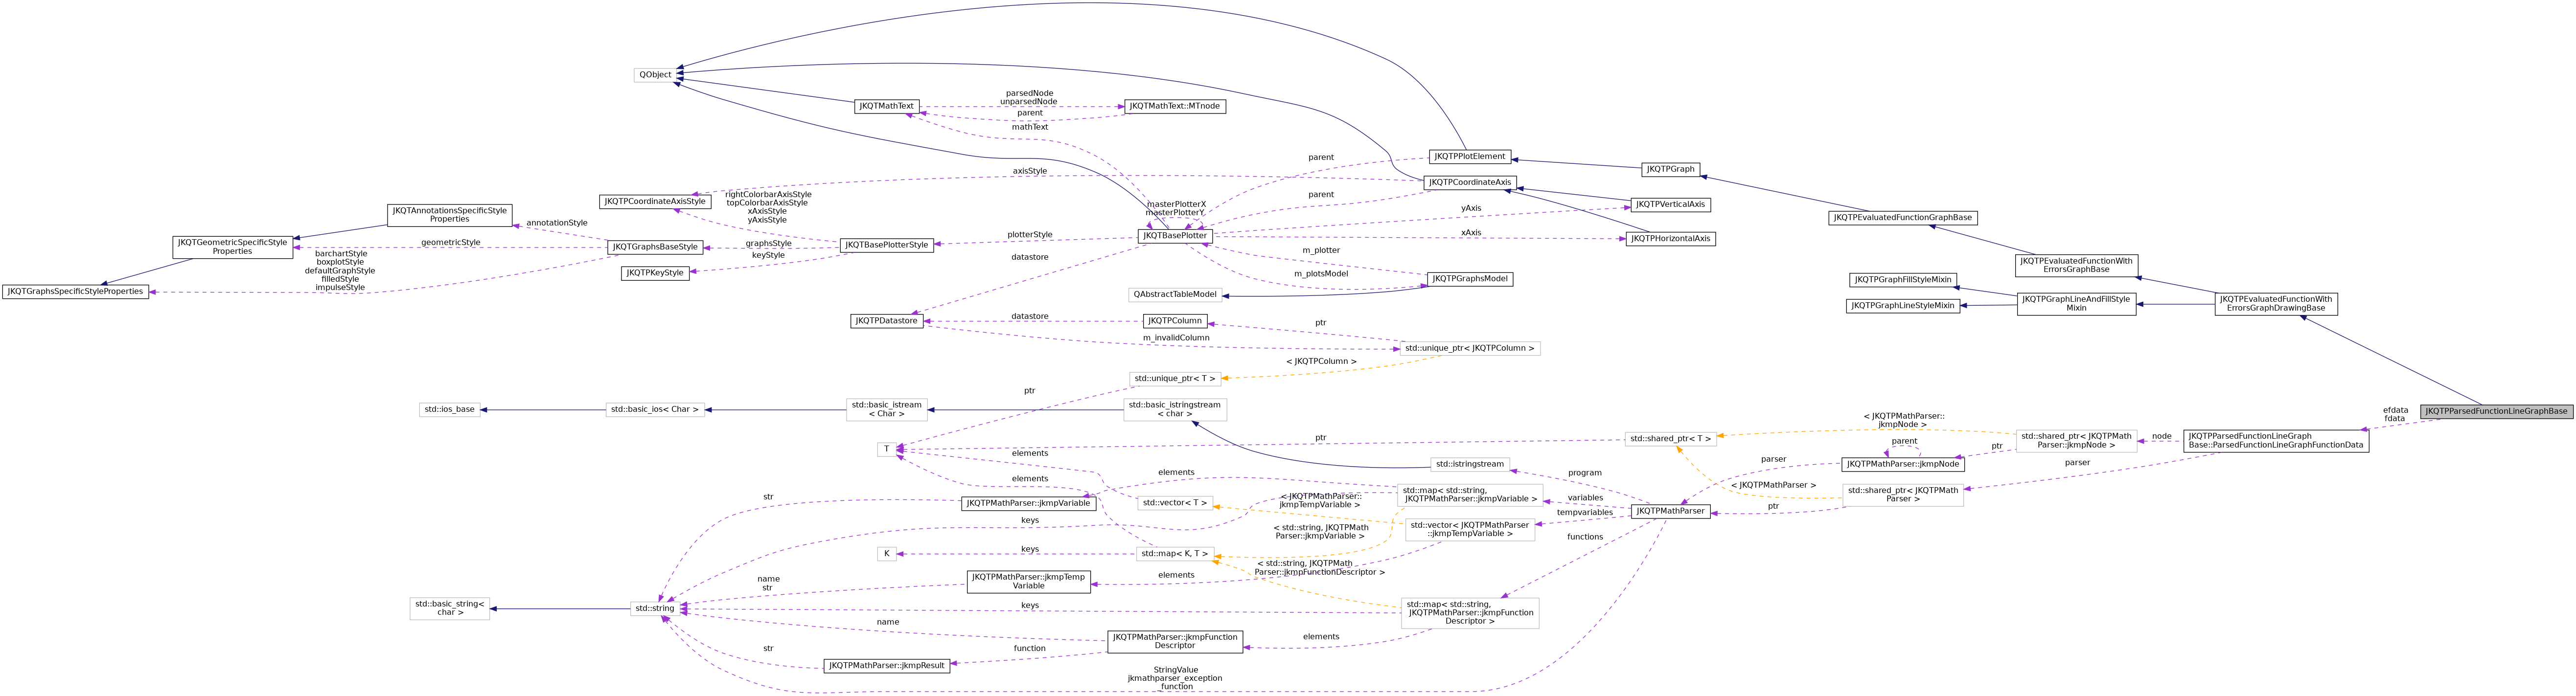 QObject
JKQTMathText
parsedNode
unparsedNode
parent
JKQTMathText::MTnode
mathText
JKQTPPlotElement
parent
JKQTPGraph
axisStyle
JKQTPCoordinateAxis
parent
JKQTPCoordinateAxisStyle
rightColorbarAxisStyle
topColorbarAxisStyle
xAxisStyle
yAxisStyle
masterPlotterX
masterPlotterY
yAxis
JKQTPVerticalAxis
JKQTPEvaluatedFunctionGraphBase
JKQTAnnotationsSpecificStyle
Properties
annotationStyle
JKQTGeometricSpecificStyle
Properties
geometricStyle
JKQTGraphsBaseStyle
graphsStyle
JKQTBasePlotterStyle
plotterStyle
JKQTBasePlotter
xAxis
JKQTPHorizontalAxis
keyStyle
m_plotter
datastore
barchartStyle
boxplotStyle
defaultGraphStyle
filledStyle
impulseStyle
JKQTPKeyStyle
m_plotsModel
JKQTPGraphsModel
JKQTPEvaluatedFunctionWith
ErrorsGraphBase
JKQTGraphsSpecificStyleProperties
QAbstractTableModel
JKQTPGraphFillStyleMixin
JKQTPGraphLineStyleMixin
JKQTPGraphLineAndFillStyle
Mixin
JKQTPEvaluatedFunctionWith
ErrorsGraphDrawingBase
JKQTPDatastore
datastore
JKQTPColumn
ptr
m_invalidColumn
std::unique_ptr< JKQTPColumn >
< JKQTPColumn >
std::unique_ptr< T >
ptr
std::ios_base
std::basic_ios< Char >
std::basic_istream
< Char >
std::basic_istringstream
< char >
efdata
fdata
JKQTPParsedFunctionLineGraphBase
< JKQTPMathParser::
jkmpNode >
T
ptr
std::shared_ptr< T >
std::shared_ptr< JKQTPMath
Parser::jkmpNode >
node
JKQTPParsedFunctionLineGraph
Base::ParsedFunctionLineGraphFunctionData
parent
ptr
elements
std::istringstream
parser
JKQTPMathParser::jkmpNode
parser
elements
elements
program
< JKQTPMathParser >
std::shared_ptr< JKQTPMath
Parser >
str
JKQTPMathParser::jkmpVariable
std::vector< T >
< JKQTPMathParser::
jkmpTempVariable >
std::map< std::string,
JKQTPMathParser::jkmpVariable >
variables
tempvariables
JKQTPMathParser
ptr
keys
< std::string, JKQTPMath
Parser::jkmpVariable >
std::vector< JKQTPMathParser
::jkmpTempVariable >
functions
K
keys
std::map< K, T >
< std::string, JKQTPMath
Parser::jkmpFunctionDescriptor >
name
str
JKQTPMathParser::jkmpTemp
Variable
elements
std::basic_string<
char >
std::string
keys
std::map< std::string,
JKQTPMathParser::jkmpFunction
Descriptor >
name
JKQTPMathParser::jkmpFunction
Descriptor
elements
str
JKQTPMathParser::jkmpResult
function
StringValue
jkmathparser_exception
_function